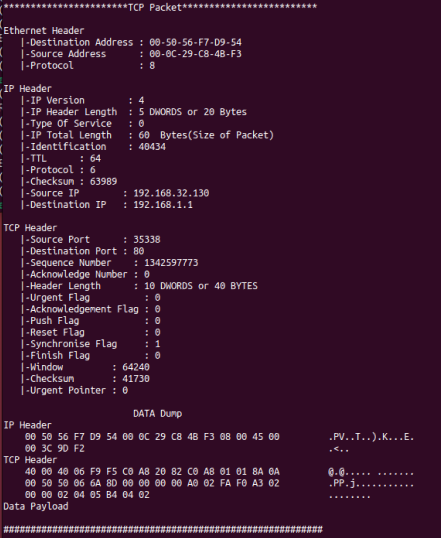 ************************TCP Packet*************************
Ethernet Header
|-Destination Address : 00-50-56-F7-D9-54
|-Source Address : 00-0C-29-C8-4B-F3
|-Protocol : 8
IP Header
|-IP Version : 4
|-IP Header Length : 5 DWORDS or 20 Bytes
|-Type Of Service : 0
|-IP Total Length : 60 Bytes(Size of Packet)
|-Identification : 40434
|-TTL : 64
|-Protocol : 6
|-Checksum : 63989
|-Source IP : 192.168.32.130
|-Destination IP : 192.168.1.1
TCP Header
|-Source Port : 35338
|-Destination Port : 80
|-Sequence Number : 1342597773
|-Acknowledge Number : 0
|-Header Length : 10 DWORDS or 40 BYTES
|-Urgent Flag : 0
|-Acknowledgement Flag : 0
|-Push Flag : 0
|-Reset Flag : 0
|-Synchronise Flag : 1
|-Finish Flag : 0
|-Window : 64240
|-Checksum : 41730
|-Urgent Pointer : 0
DATA Dump
IP Header
00 50 56 F7 D9 54 00 0C 29 C8 4B F3 08 00 45 00 .PV..T..).K...E.
00 3C 9D F2 .<..
TCP Header
40 00 40 06 F9 F5 C0 A8 20 82 C0 A8 01 01 8A 0A @.@..... .......
00 50 50 06 6A 8D 00 00 00 00 A0 02 FA F0 A3 02 .PP.j...........
00 00 02 04 05 B4 04 02 ........
Data Payload
###########################################################